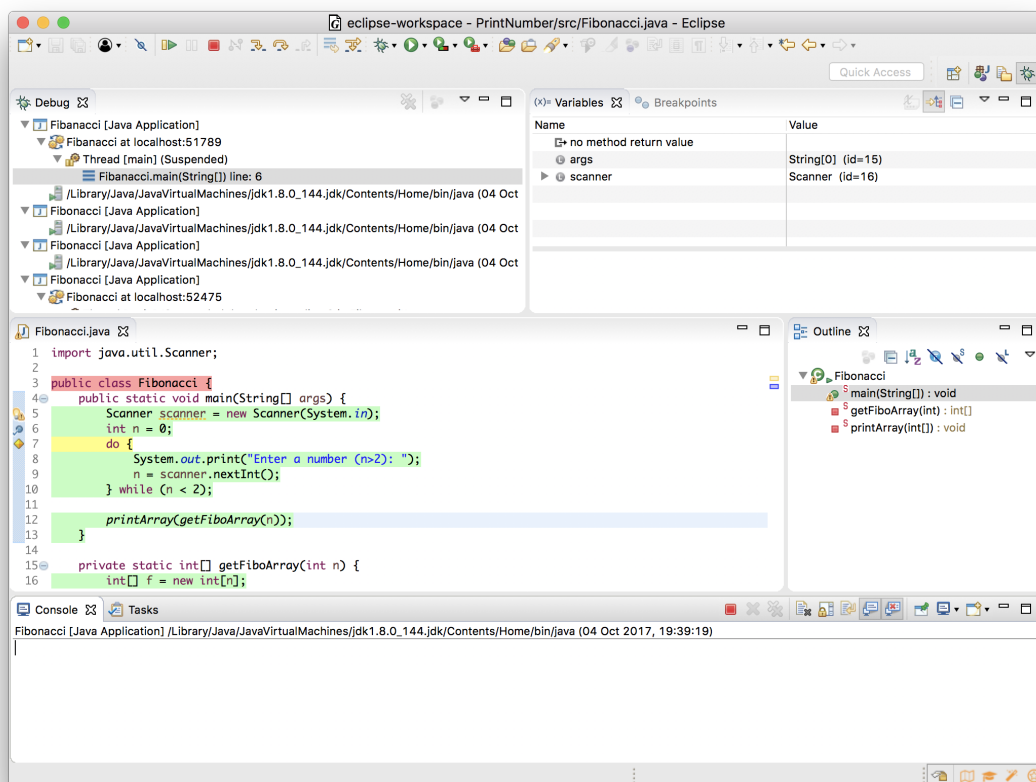 eclipse-workspace - PrintNumber/src/Fibonacci.java - Eclipse
Quick Access
Debug
Fibanacci [Java Application]
Fibanacci at localhost:51789
Thread [main] (Suspended)
Fibanacci.main(String[]) line: 6
/Library/Java/JavaVirtualMachines/jdk1.8.0_144.jdk/Contents/Home/bin/java (04 Oct
Fibonacci [Java Application]
/Library/Java/JavaVirtualMachines/jdk1.8.0_144.jdk/Contents/Home/bin/java (04 Oct
Fibonacci [Java Application]
/Library/Java/JavaVirtualMachines/jdk1.8.0_144.jdk/Contents/Home/bin/java (04 Oct
Fibonacci [Java Application]
Fibonacci at localhost:52475
(x)= Variables Breakpoints
Name Value
no method return value
args String[0] (id=15)
scanner Scanner (id=16)
Fibonacci.java
1 import java.util.Scanner;
2
3 public class Fibonacci {
4 public static void main(String[] args) {
5 Scanner scanner = new Scanner(System.in);
6 int n = 0;
7 do {
8 System.out.print("Enter a number (n>2): ");
9 n = scanner.nextInt();
10 } while (n < 2);
11
12 printArray(getFiboArray(n));
13 }
14
15 private static int[] getFiboArray(int n) {
16 int[] f = new int[n];
Outline
Fibonacci
main(String[]) : void
getFiboArray(int) : int[]
printArray(int[]) : void
Console Tasks
Fibonacci [Java Application] /Library/Java/JavaVirtualMachines/jdk1.8.0_144.jdk/Contents/Home/bin/java (04 Oct 2017, 19:39:19)